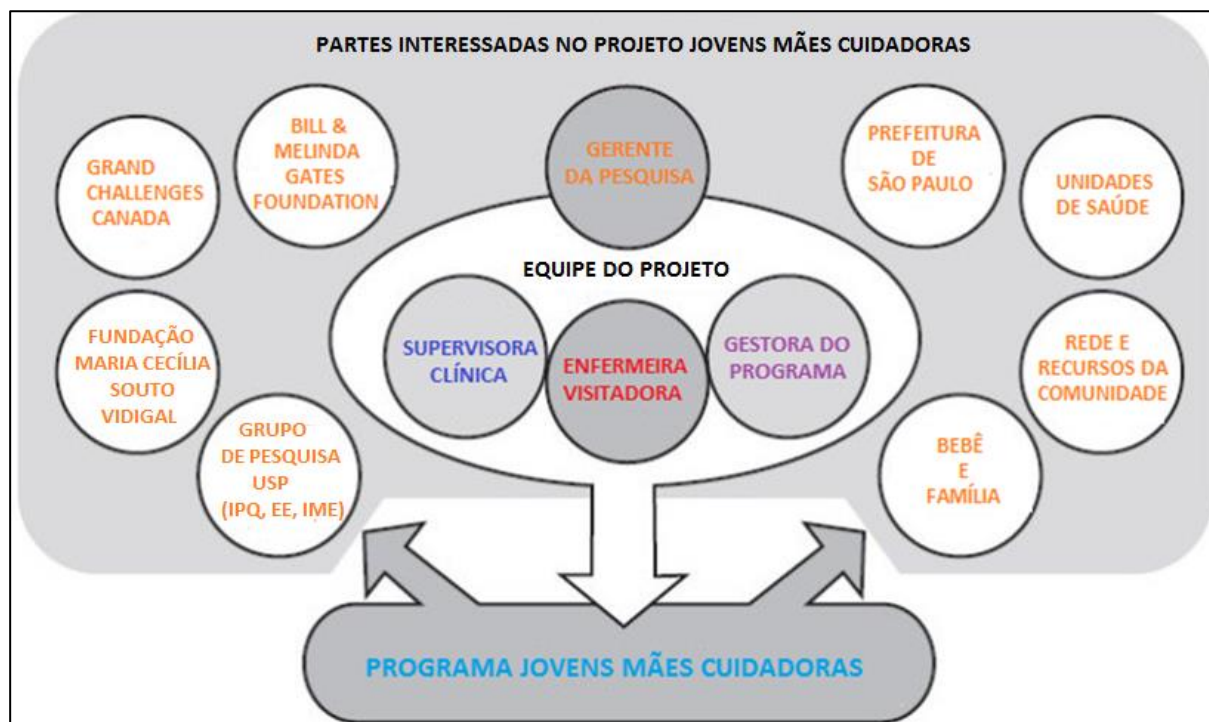 PARTES INTERESSADAS NO PROJETO JOVENS MÃES CUIDADORAS
GRAND
CHALLENGES
CANADA
BILL &
MELINDA
GATES
FOUNDATION
GERENTE
DA PESQUISA
PREFEITURA
DE
SÃO PAULO
UNIDADES
DE SAÚDE
EQUIPE DO PROJETO
FUNDAÇÃO
MARIA CECÍLIA
SOUTO
VIDIGAL
SUPERVISORA
CLÍNICA
ENFERMEIRA
VISITADORA
GESTORA DO
PROGRAMA
REDE E
RECURSOS DA
COMUNIDADE
GRUPO
DE PESQUISA
USP
(IPQ, EE, IME)
BEBÊ
E
FAMÍLIA
PROGRAMA JOVENS MÃES CUIDADORAS